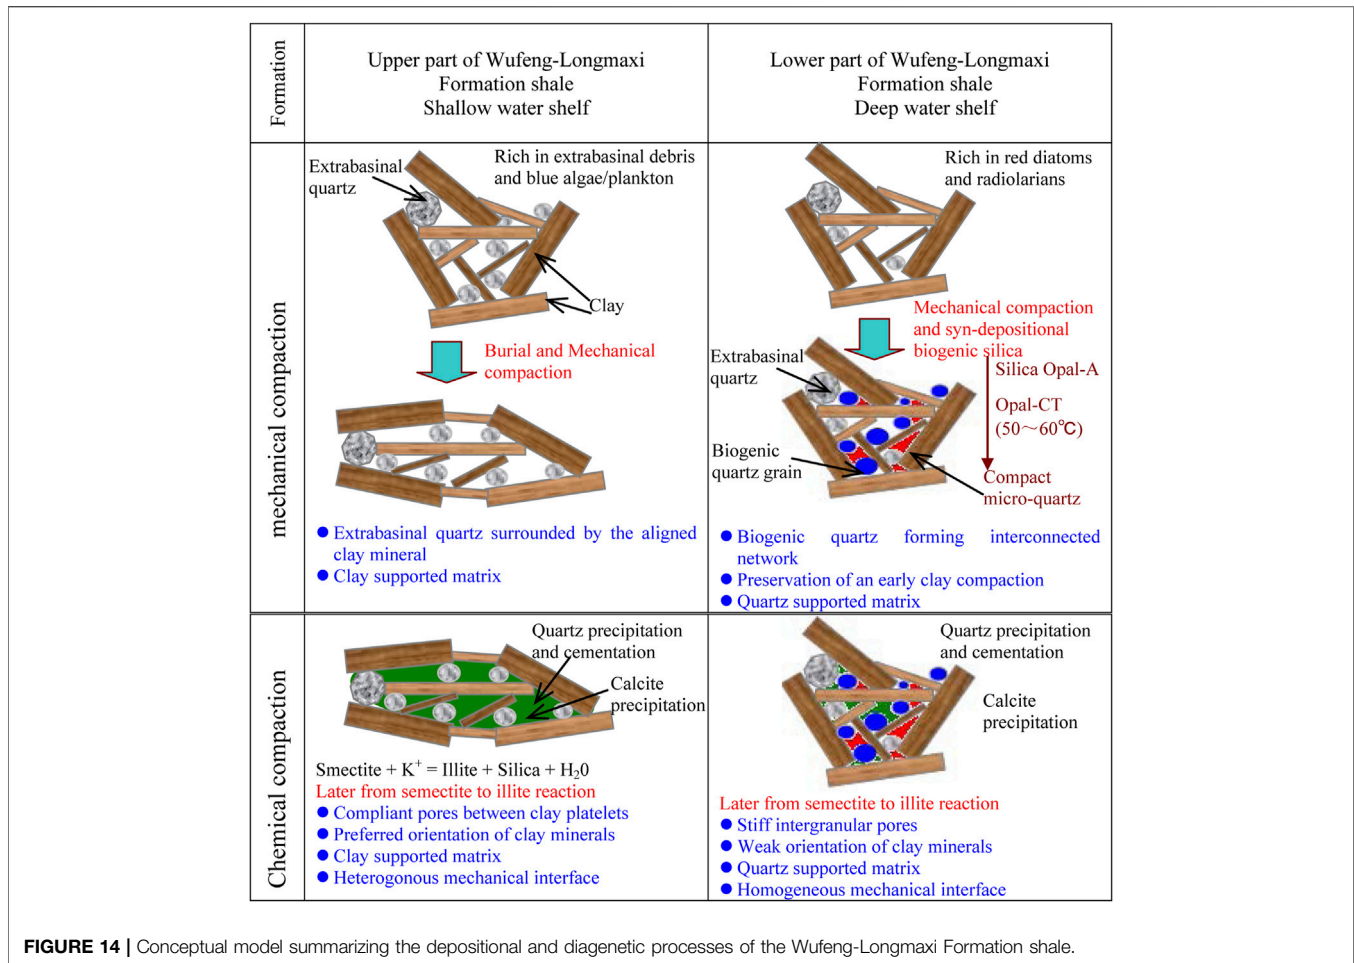 Formation
Upper part of Wufeng-Longmaxi
Formation shale
Shallow water shelf
Lower part of Wufeng-Longmaxi
Formation shale
Deep water shelf
mechanical compaction
Extrabasinal
quartz
Rich in extrabasinal debris
and blue algae/plankton
Clay
Burial and Mechanical
compaction
● Extrabasinal quartz surrounded by the aligned
clay mineral
● Clay supported matrix
Rich in red diatoms
and radiolarians
Mechanical compaction
and syn-depositional
biogenic silica
Extrabasinal
quartz
Silica Opal-A
Opal-CT
(50～60℃)
Biogenic
quartz grain
Compact
micro-quartz
● Biogenic quartz forming interconnected
network
● Preservation of an early clay compaction
● Quartz supported matrix
Chemical compaction
Quartz precipitation
and cementation
Calcite
precipitation
Smectite + K⁺ = Illite + Silica + H₂0
Later from semectite to illite reaction
● Compliant pores between clay platelets
● Preferred orientation of clay minerals
● Clay supported matrix
● Heterogonous mechanical interface
Quartz precipitation
and cementation
Calcite
precipitation
Later from semectite to illite reaction
● Stiff intergranular pores
● Weak orientation of clay minerals
● Quartz supported matrix
● Homogeneous mechanical interface
FIGURE 14 | Conceptual model summarizing the depositional and diagenetic processes of the Wufeng-Longmaxi Formation shale.